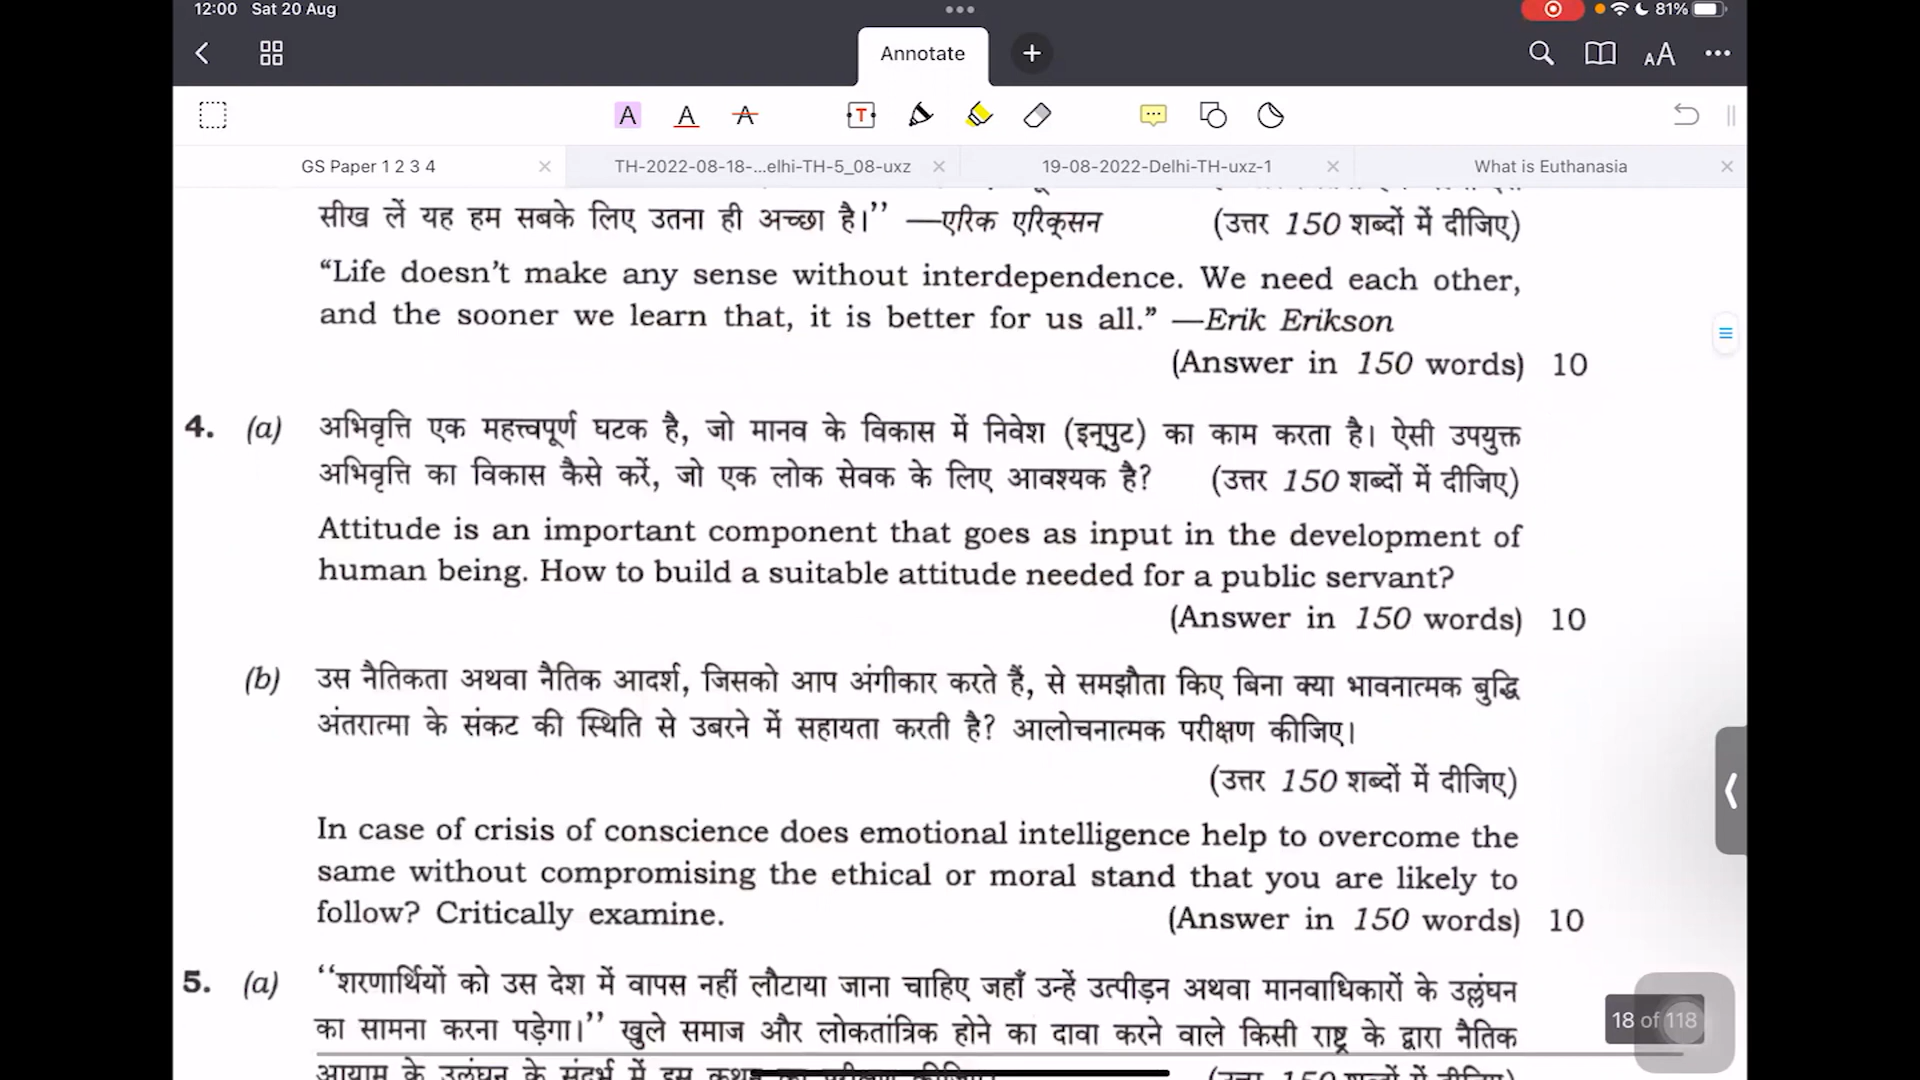 12:00 Sat 20 Aug
81%
Annotate
GS Paper 1 2 3 4
TH-2022-08-18-...elhi-TH-5_08-uxz
19-08-2022-Delhi-TH-uxz-1
What is Euthanasia
सीख लें यह हम सबके लिए उतना ही अच्छा है।’’ —एरिक एरिक्सन (उत्तर 150 शब्दों में दीजिए)
“Life doesn’t make any sense without interdependence. We need each other,
and the sooner we learn that, it is better for us all.” —Erik Erikson
(Answer in 150 words) 10
4. (a) अभिवृत्ति एक महत्त्वपूर्ण घटक है, जो मानव के विकास में निवेश (इन्पुट) का काम करता है। ऐसी उपयुक्त
अभिवृत्ति का विकास कैसे करें, जो एक लोक सेवक के लिए आवश्यक है? (उत्तर 150 शब्दों में दीजिए)
Attitude is an important component that goes as input in the development of
human being. How to build a suitable attitude needed for a public servant?
(Answer in 150 words) 10
(b) उस नैतिकता अथवा नैतिक आदर्श, जिसको आप अंगीकार करते हैं, से समझौता किए बिना क्या भावनात्मक बुद्धि
अंतरात्मा के संकट की स्थिति से उबरने में सहायता करती है? आलोचनात्मक परीक्षण कीजिए।
(उत्तर 150 शब्दों में दीजिए)
In case of crisis of conscience does emotional intelligence help to overcome the
same without compromising the ethical or moral stand that you are likely to
follow? Critically examine. (Answer in 150 words) 10
5. (a) ‘‘शरणार्थियों को उस देश में वापस नहीं लौटाया जाना चाहिए जहाँ उन्हें उत्पीड़न अथवा मानवाधिकारों के उल्लंघन
का सामना करना पड़ेगा।’’ खुले समाज और लोकतांत्रिक होने का दावा करने वाले किसी राष्ट्र के द्वारा नैतिक
18 of 118